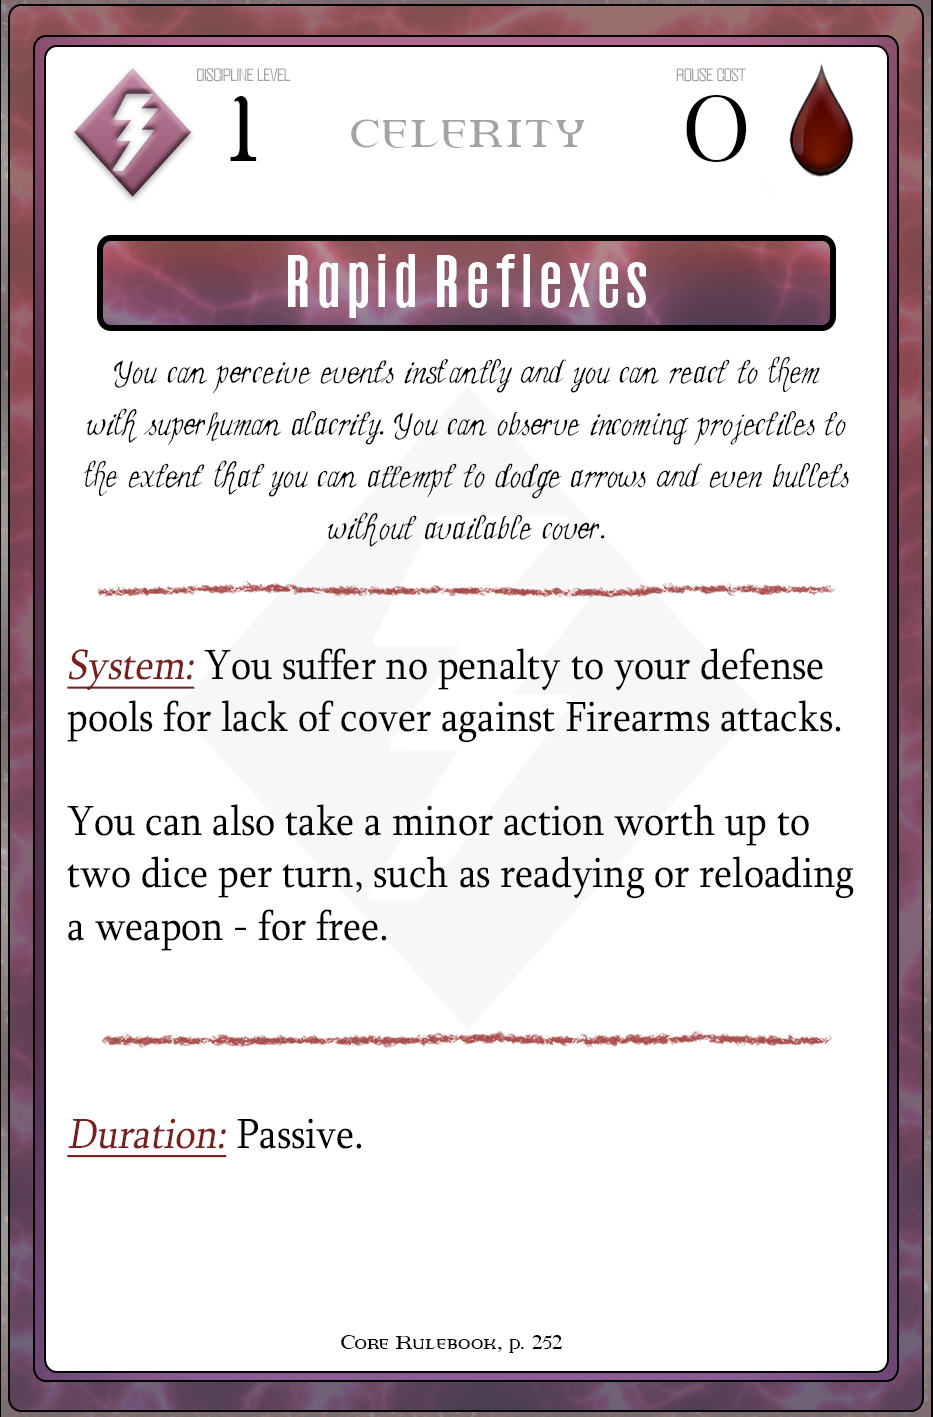 DISCIPLINE LEVEL
1
CELERITY
ROUSE COST
0
Rapid Reflexes
You can perceive events instantly and you can react to them
with superhuman alacrity. You can observe incoming projectiles to
the extent that you can attempt to dodge arrows and even bullets
without available cover.
System: You suffer no penalty to your defense
pools for lack of cover against Firearms attacks.
You can also take a minor action worth up to
two dice per turn, such as readying or reloading
a weapon - for free.
Duration: Passive.
Core Rulebook, p. 252